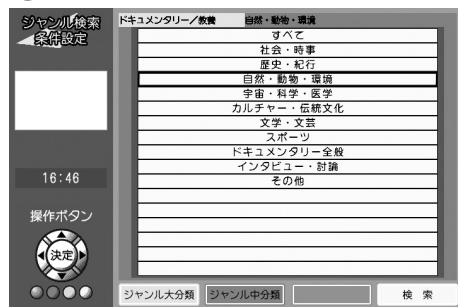 ジャンル検索
条件設定
ドキュメンタリー／教養 自然・動物・環境
すべて
社会・時事
歴史・紀行
自然・動物・環境
宇宙・科学・医学
カルチャー・伝統文化
文学・文芸
スポーツ
ドキュメンタリー全般
インタビュー・討論
その他
16:46
操作ボタン
決定
ジャンル大分類 ジャンル中分類 検 索